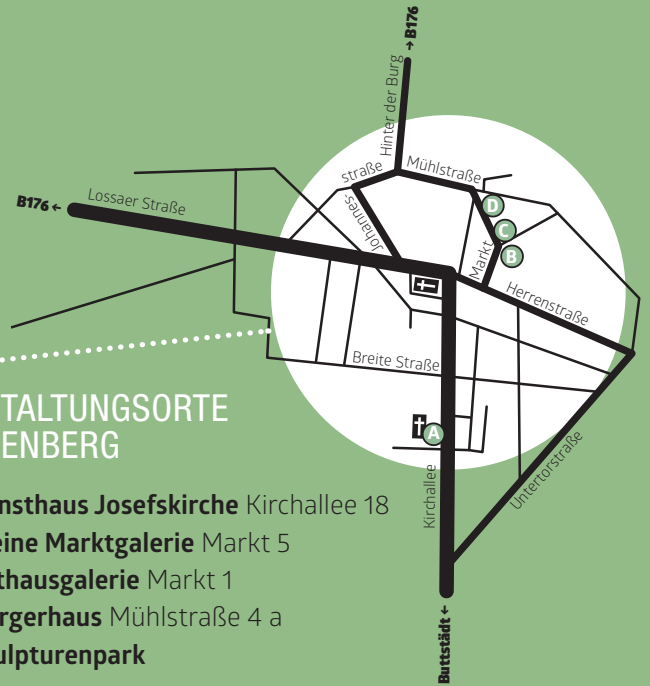 → B176
Hinter der Burg
Mühlstraße
straße
Johannes-
B176 ←
Lossaer Straße
D
C
B
Markt
Herrenstraße
Breite Straße
A
Kirchallee
Untertorstraße
Buttstädt ←
TALTUNGSORTE
ENBERG
nsthaus Josefskirche Kirchallee 18
eine Marktgalerie Markt 5
thausgalerie Markt 1
rgerhaus Mühlstraße 4 a
ulpturenpark